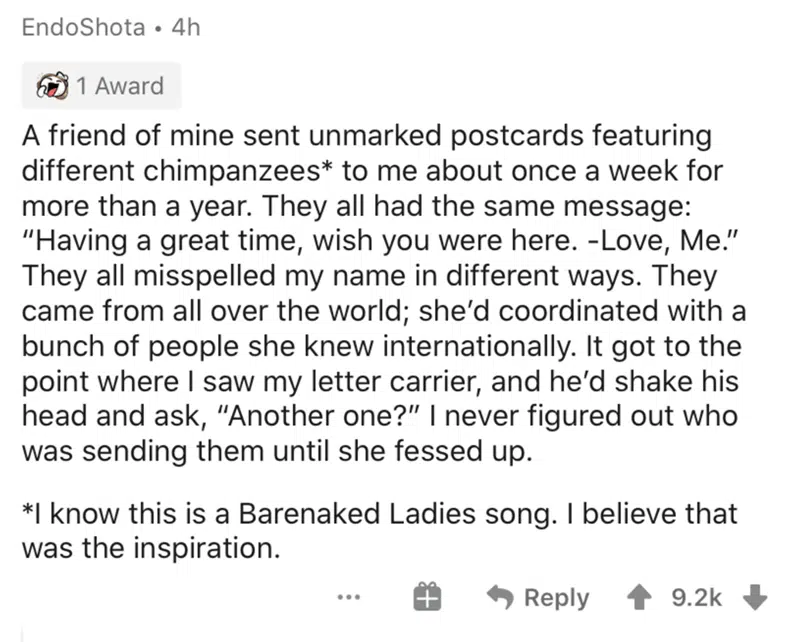 EndoShota • 4h
1 Award
A friend of mine sent unmarked postcards featuring
different chimpanzees* to me about once a week for
more than a year. They all had the same message:
“Having a great time, wish you were here. -Love, Me.”
They all misspelled my name in different ways. They
came from all over the world; she’d coordinated with a
bunch of people she knew internationally. It got to the
point where I saw my letter carrier, and he’d shake his
head and ask, “Another one?” I never figured out who
was sending them until she fessed up.
*I know this is a Barenaked Ladies song. I believe that
was the inspiration.
... Reply 9.2k